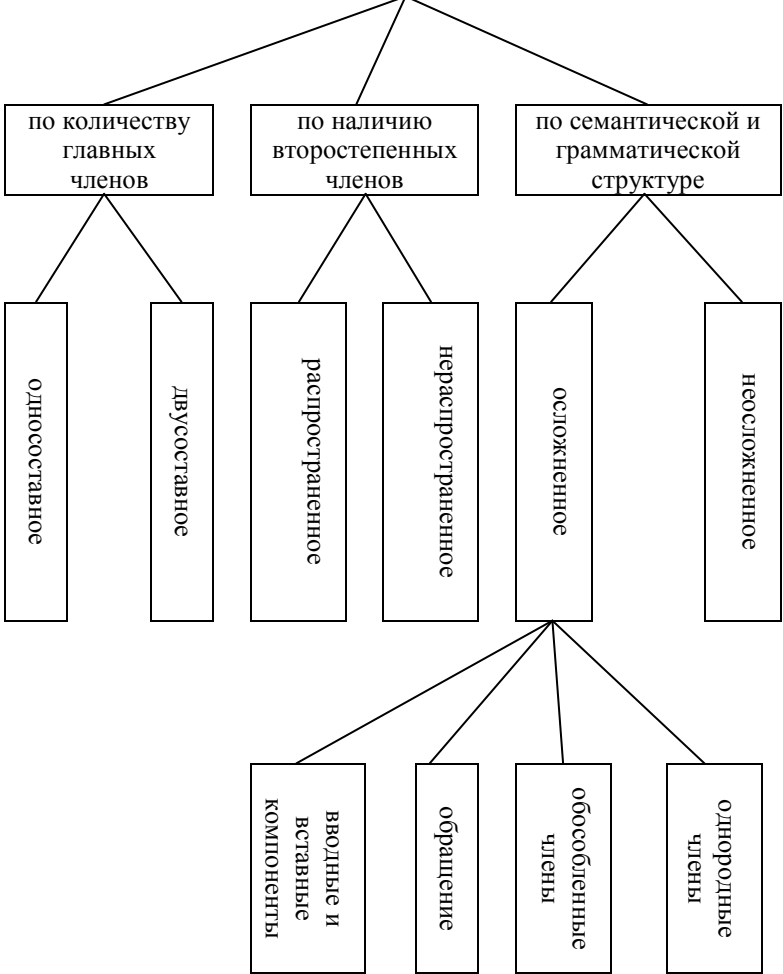 по количеству
главных
членов
по наличию
второстепенных
членов
по семантической и
грамматической
структуре
односоставное
двусоставное
распространенное
нераспространенное
осложненное
неосложненное
вводные и
вставные
компоненты
обращение
обособленные
члены
однородные
члены